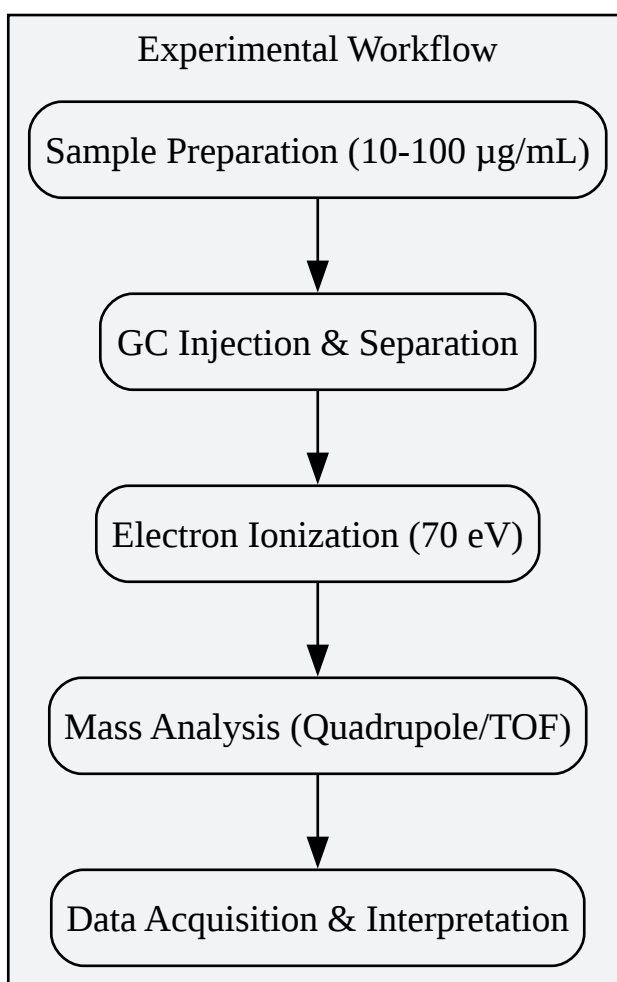 Experimental Workflow
Sample Preparation (10-100 µg/mL)
GC Injection & Separation
Electron Ionization (70 eV)
Mass Analysis (Quadrupole/TOF)
Data Acquisition & Interpretation